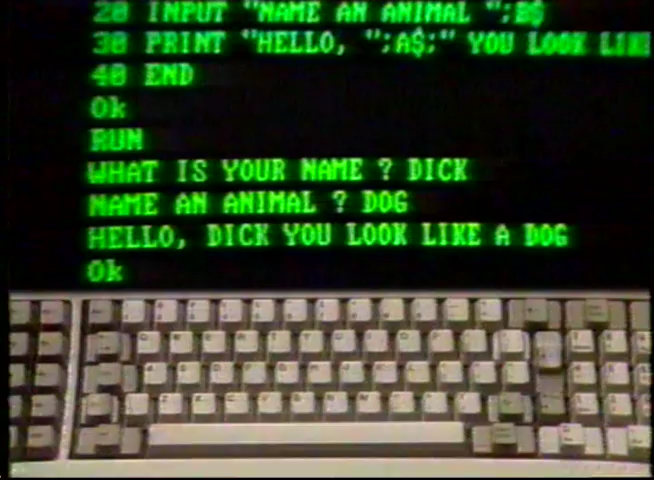 20 INPUT "NAME AN ANIMAL ";B$
30 PRINT "HELLO, ";A$;" YOU LOOK LIKE
40 END
Ok
RUN
WHAT IS YOUR NAME ? DICK
NAME AN ANIMAL ? DOG
HELLO, DICK YOU LOOK LIKE A DOG
Ok